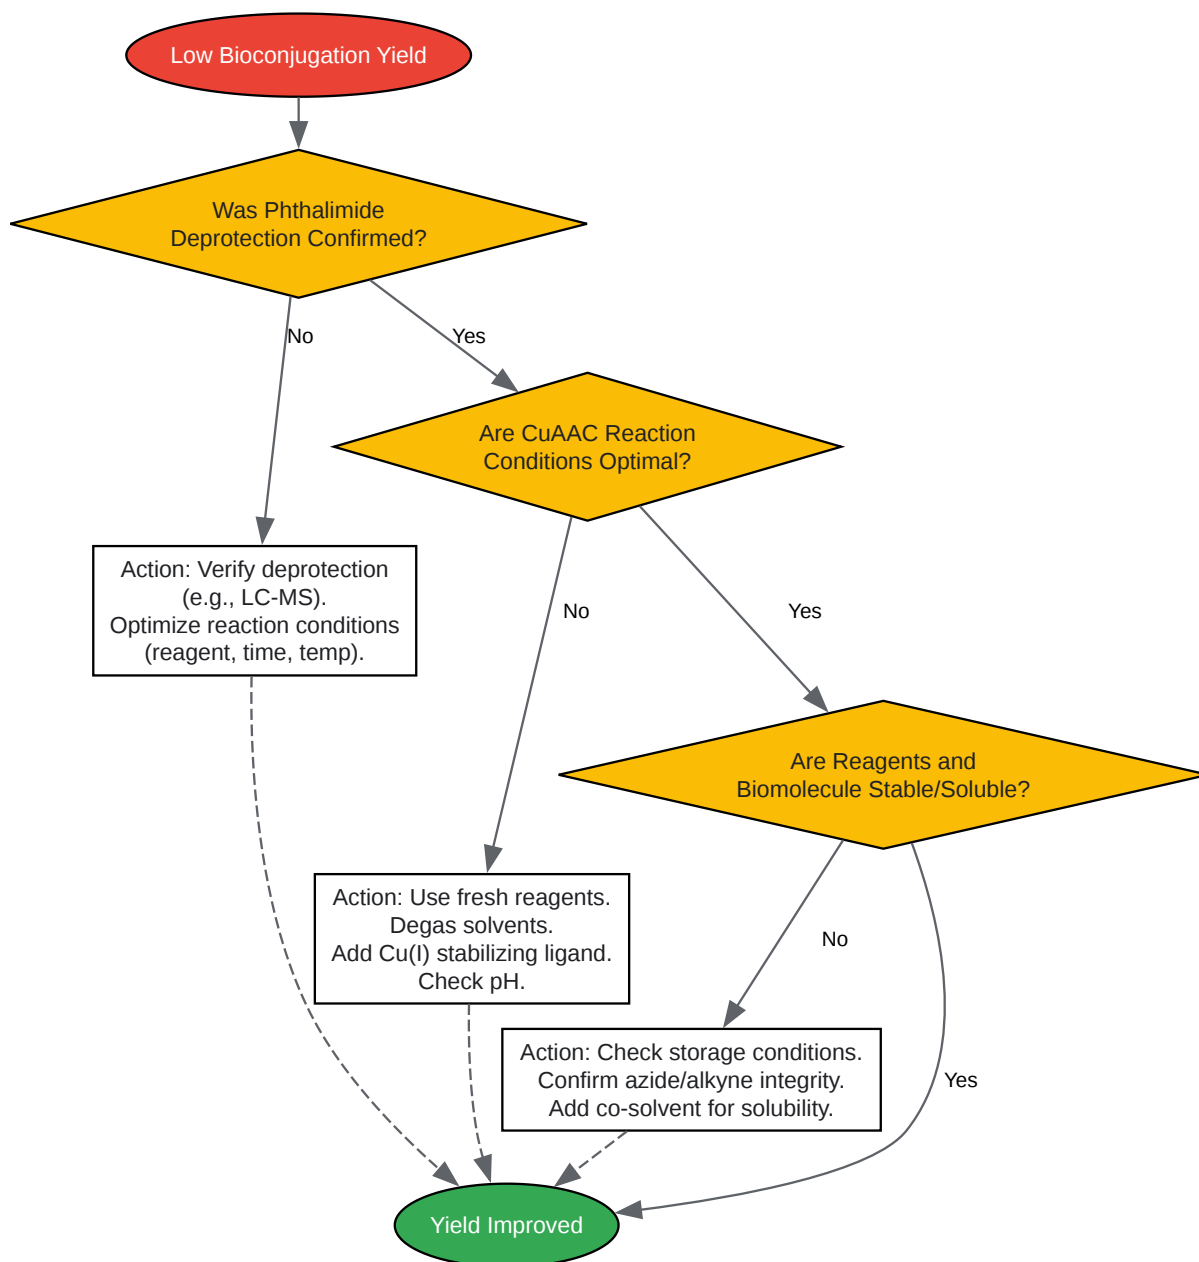 Low Bioconjugation Yield
Was Phthalimide
Deprotection Confirmed?
No
Yes
Are CuAAC Reaction
Conditions Optimal?
Action: Verify deprotection
(e.g., LC-MS).
Optimize reaction conditions
(reagent, time, temp).
No
Yes
Are Reagents and
Biomolecule Stable/Soluble?
Action: Use fresh reagents.
Degas solvents.
Add Cu(I) stabilizing ligand.
Check pH.
No
Action: Check storage conditions.
Confirm azide/alkyne integrity.
Add co-solvent for solubility.
Yes
Yield Improved